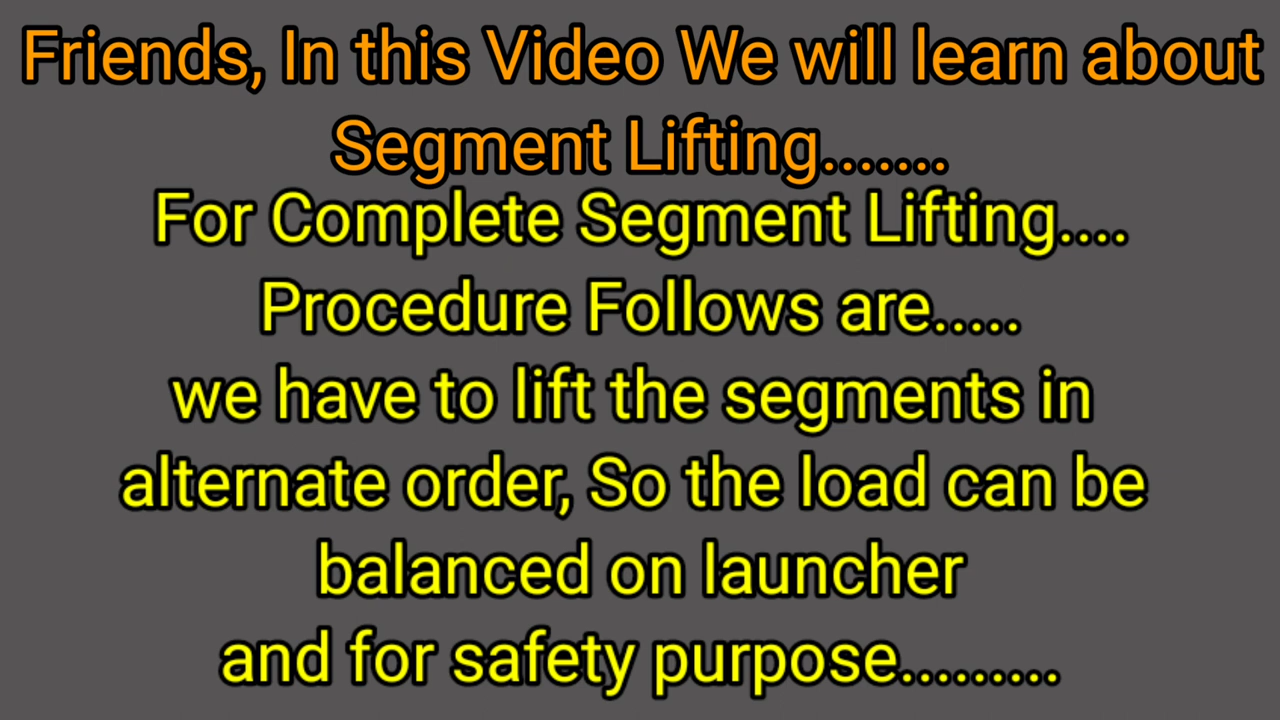 Friends, In this Video We will learn about
Segment Lifting.......
For Complete Segment Lifting....
Procedure Follows are.....
we have to lift the segments in
alternate order, So the load can be
balanced on launcher
and for safety purpose.........